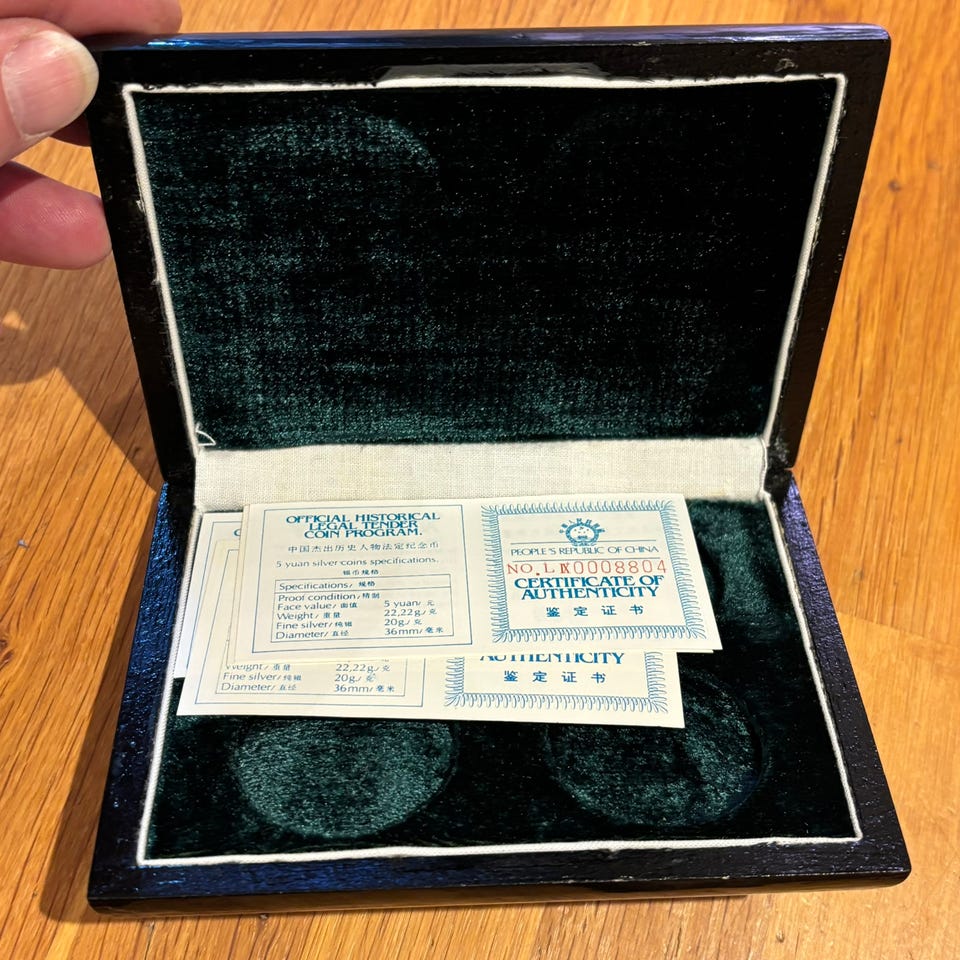 OFFICIAL HISTORICAL
LEGAL TENDER
COIN PROGRAM.
中国杰出历史人物法定纪念币
5 yuan silver coins specifications.
银币规格
Specifications/ 规格
Proof condition/精制
Face value/ 面值 5 yuan/ 元
Weight/ 重量 22,22g/克
Fine silver/纯银 20g/克
Diameter/ 直径 36mm/毫米
PEOPLE'S REPUBLIC OF CHINA
NO. LIX0008804
CERTIFICATE OF
AUTHENTICITY
鉴定证书
Weight/ 重量 22,22g/克
Fine silver/纯银 20g/克
Diameter/ 直径 36mm/毫米
AUTHENTICITY
鉴定证书